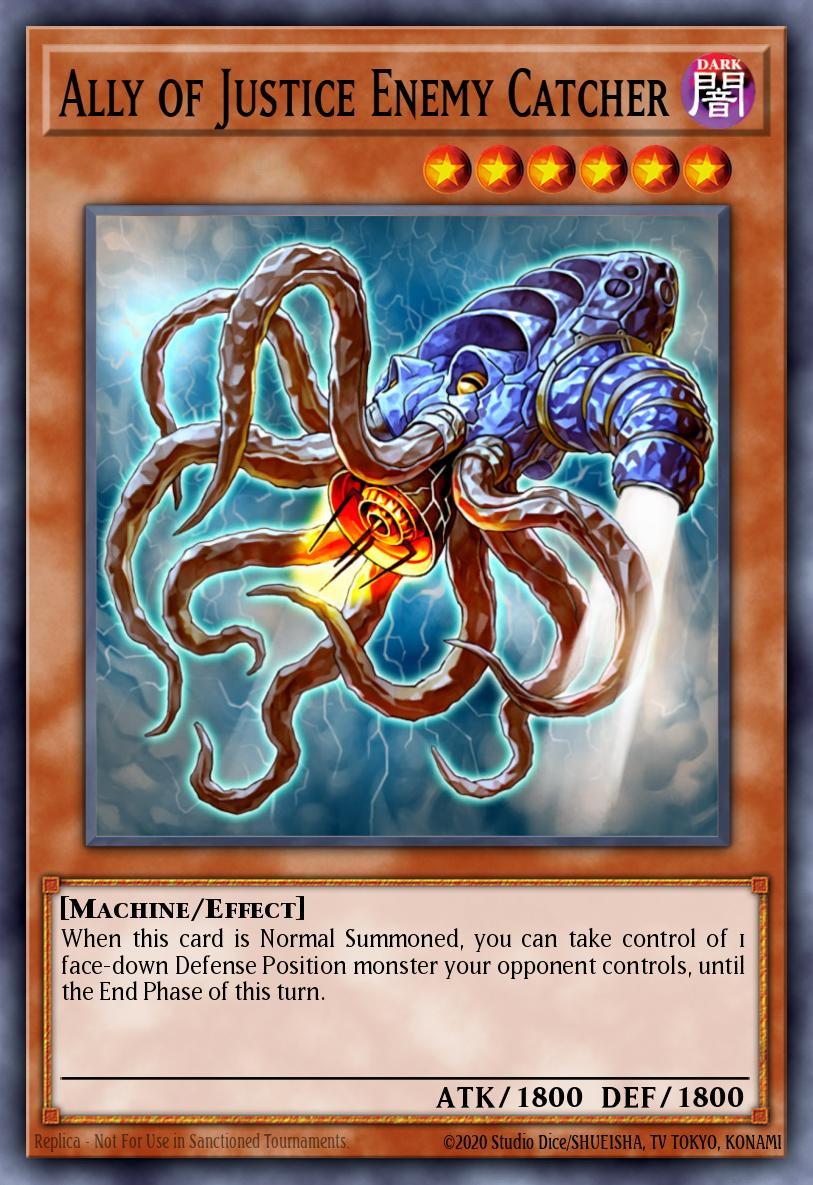 Ally of Justice Enemy Catcher
DARK
闇
[Machine/Effect]
When this card is Normal Summoned, you can take control of 1
face-down Defense Position monster your opponent controls, until
the End Phase of this turn.
ATK/1800 DEF/1800
Replica - Not For Use in Sanctioned Tournaments.
©2020 Studio Dice/SHUEISHA, TV TOKYO, KONAMI